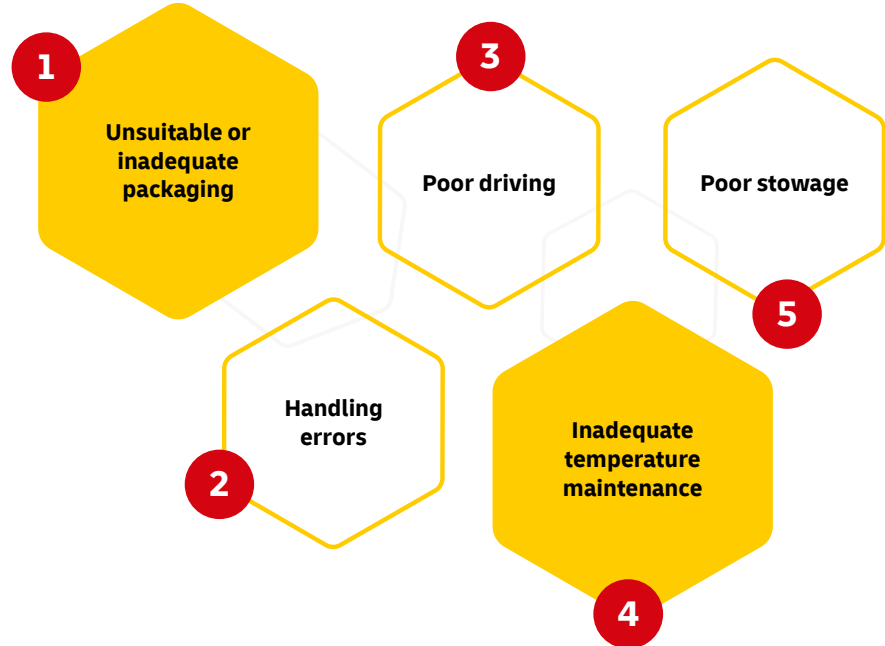 1
Unsuitable or
inadequate
packaging
2
Handling
errors
3
Poor driving
4
Inadequate
temperature
maintenance
5
Poor stowage